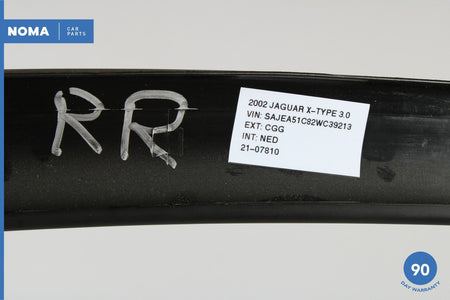 NOMA CAR
PARTS
RR
2002 JAGUAR X-TYPE 3.0
VIN: SAJEA51C82WC39213
EXT: CGG
INT: NED
21-07810
90
DAY WARRANTY